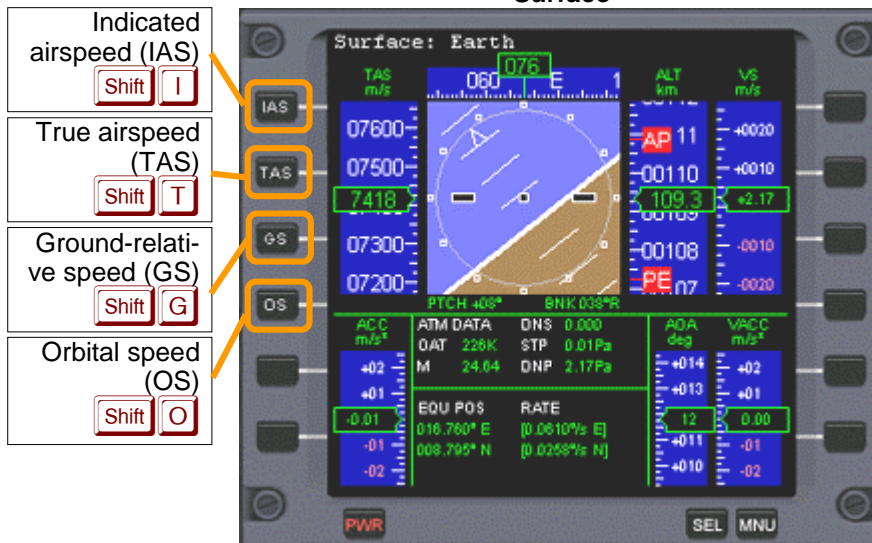 Surface
Indicated
airspeed (IAS)
Shift I
True airspeed
(TAS)
Shift T
Ground-relati-
ve speed (GS)
Shift G
Orbital speed
(OS)
Shift O
Surface: Earth
IAS
TAS
GS
OS
TAS
m/s
060 076 E 1
ALT
km
VS
m/s
07600
07500
7418
07300
07200
AP 11
00110
109.3
00109
00108
PE 07
+0020
+0010
+2.17
-0010
-0020
PTCH +08° BNK 038°R
ACC
m/s²
+02
+01
-0.01
-01
-02
ATM DATA DNS 0.000
OAT 226K STP 0.01Pa
M 24.64 DNP 2.17Pa
EQU POS RATE
016.760° E [0.0610°/s E]
008.795° N [0.0258°/s N]
AOA
deg
+014
+013
12
+011
+010
VACC
m/s²
+02
+01
0.00
-01
-02
PWR SEL MNU